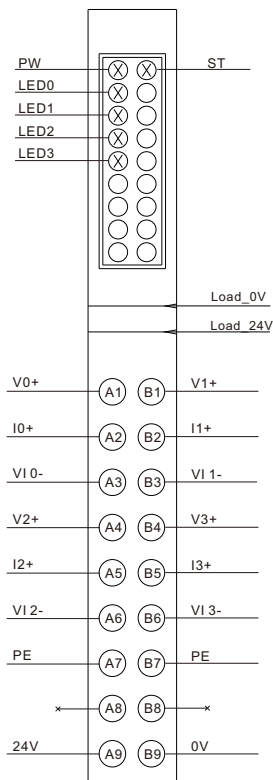 PW ST
LED0
LED1
LED2
LED3
Load_0V
Load_24V
V0+ A1 B1 V1+
I0+ A2 B2 I1+
VI 0- A3 B3 VI 1-
V2+ A4 B4 V3+
I2+ A5 B5 I3+
VI 2- A6 B6 VI 3-
PE A7 B7 PE
A8 B8
24V A9 B9 0V